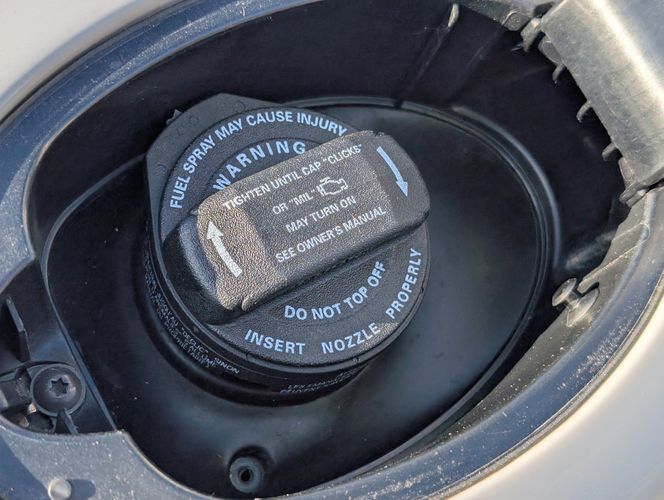 FUEL SPRAY MAY CAUSE INJURY
WARNING
TIGHTEN UNTIL CAP "CLICKS"
OR "MIL"
MAY TURN ON
SEE OWNER'S MANUAL
DO NOT TOP OFF
INSERT NOZZLE PROPERLY
SINON